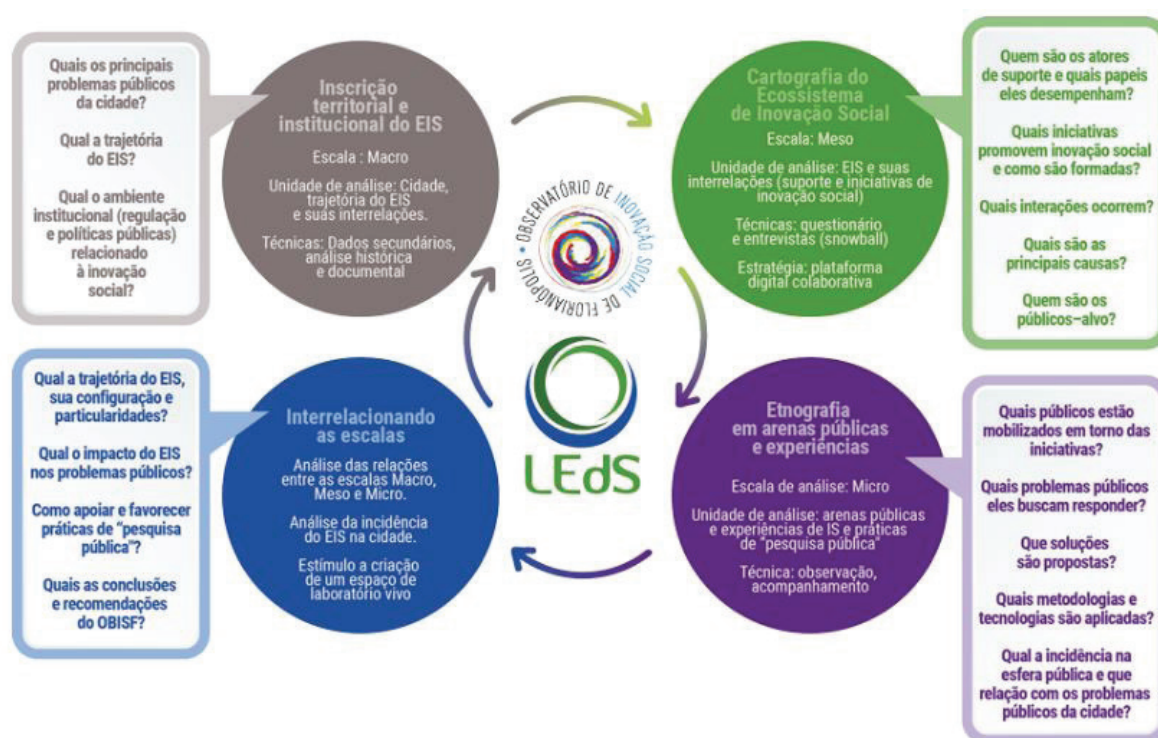 Quais os principais
problemas públicos
da cidade?
Qual a trajetória
do EIS?
Qual o ambiente
institucional (regulação
e políticas públicas)
relacionado
à inovação
social?
Inscrição
territorial e
institucional do EIS
Escala : Macro
Unidade de análise: Cidade,
trajetória do EIS
e suas interrelações.
Técnicas: Dados secundários,
análise histórica
e documental
OBSERVATÓRIO DE INOVAÇÃO SOCIAL DE FLORIANÓPOLIS •
LEdS
Cartografia do
Ecossistema
de Inovação Social
Escala: Meso
Unidade de análise: EIS e suas
interrelações (suporte e iniciativas de
inovação social)
Técnicas: questionário
e entrevistas (snowball)
Estratégia: plataforma
digital colaborativa
Quem são os atores
de suporte e quais papeis
eles desempenham?
Quais iniciativas
promovem inovação social
e como são formadas?
Quais interações ocorrem?
Quais são as
principais causas?
Quem são os
públicos-alvo?
Qual a trajetória do EIS,
sua configuração e
particularidades?
Qual o impacto do EIS
nos problemas públicos?
Como apoiar e favorecer
práticas de “pesquisa
pública”?
Quais as conclusões
e recomendações
do OBISF?
Interrelacionando
as escalas
Análise das relações
entre as escalas Macro,
Meso e Micro.
Análise da incidência
do EIS na cidade.
Estímulo a criação
de um espaço de
laboratório vivo
Etnografia
em arenas públicas
e experiências
Escala de análise: Micro
Unidade de análise: arenas públicas
e experiências de IS e práticas
de "pesquisa pública"
Técnica: observação,
acompanhamento
Quais públicos estão
mobilizados em torno das
iniciativas?
Quais problemas públicos
eles buscam responder?
Que soluções
são propostas?
Quais metodologias e
tecnologias são aplicadas?
Qual a incidência na
esfera pública e que
relação com os problemas
públicos da cidade?